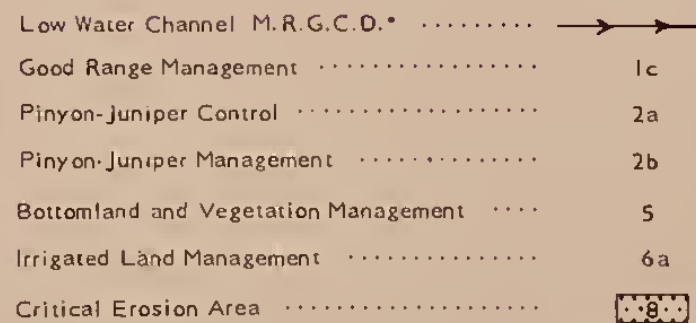 Low Water Channel M.R.G.C.D.* .........
Good Range Management .................. 1c
Pinyon-Juniper Control .................... 2a
Pinyon-Juniper Management ............... 2b
Bottomland and Vegetation Management .... 5
Irrigated Land Management ................ 6a
Critical Erosion Area ..................... 8